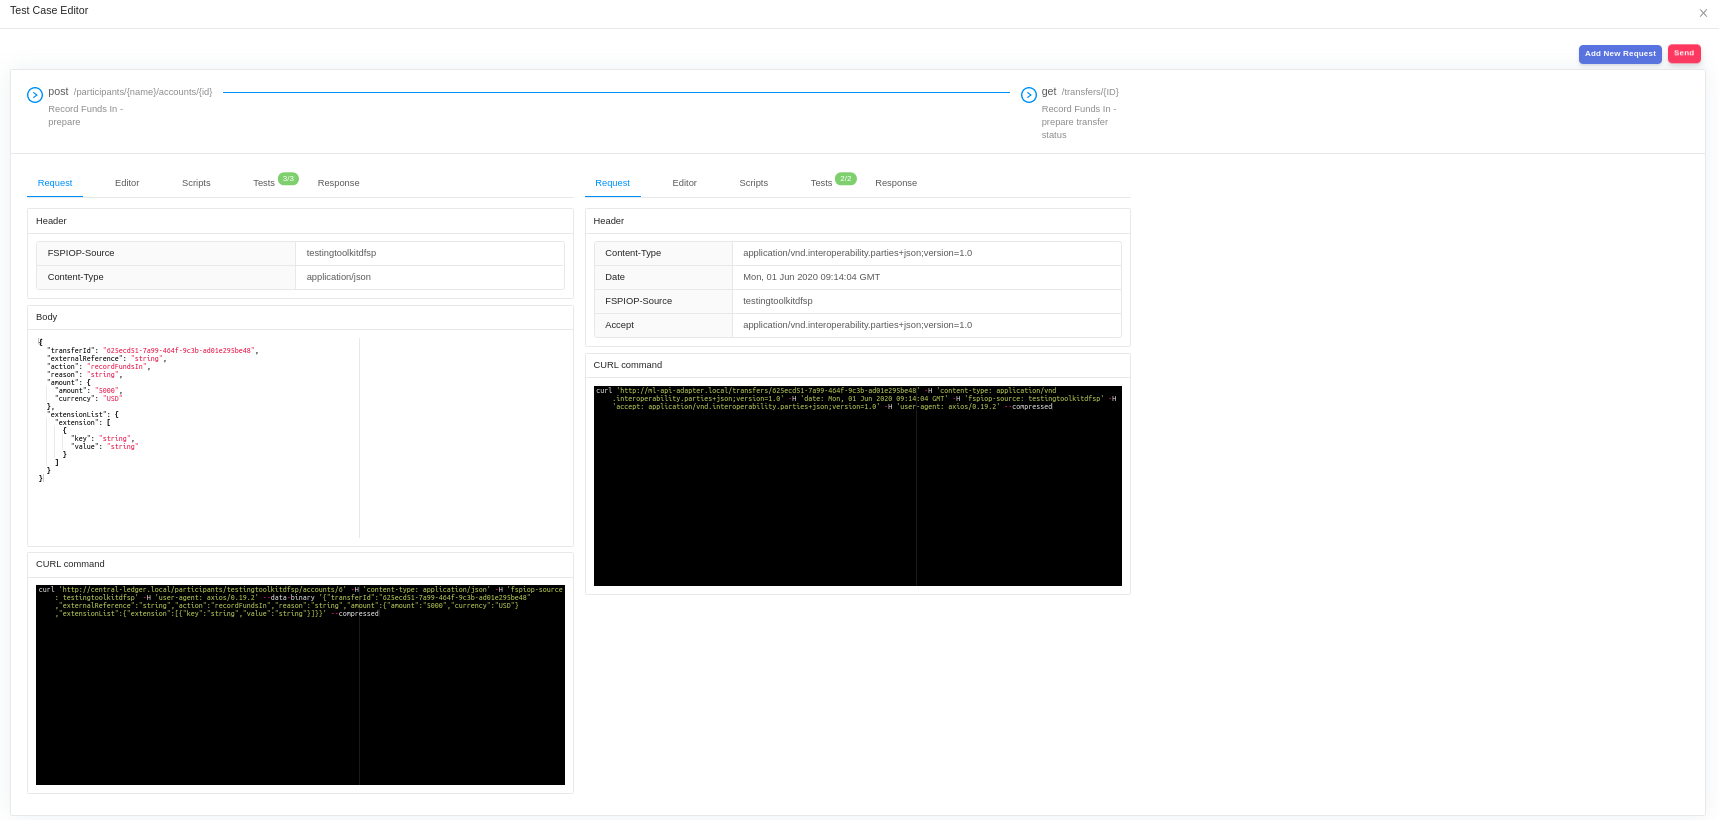 Test Case Editor
Add New Request
Send
post /participants/{name}/accounts/{id}
Record Funds In -
prepare
get /transfers/{ID}
Record Funds In -
prepare transfer
status
Request Editor Scripts Tests 3/3 Response
Header
FSPIOP-Source testingtoolkitdfsp
Content-Type application/json
Body
{
"transferId": "625ecd51-7a99-464f-9c3b-ad01e295be48",
"externalReference": "string",
"action": "recordFundsIn",
"reason": "string",
"amount": {
"amount": "5000",
"currency": "USD"
},
"extensionList": {
"extension": [
{
"key": "string",
"value": "string"
}
]
}
}
CURL command
curl 'http://central-ledger.local/participants/testingtoolkitdfsp/accounts/6' -H 'content-type: application/json' -H 'fspiop-source
: testingtoolkitdfsp' -H 'user-agent: axios/0.19.2' --data-binary '{"transferId":"625ecd51-7a99-464f-9c3b-ad01e295be48"
,"externalReference":"string","action":"recordFundsIn","reason":"string","amount":{"amount":"5000","currency":"USD"}
,"extensionList":{"extension":[{"key":"string","value":"string"}]}}' --compressed
Request Editor Scripts Tests 2/2 Response
Header
Content-Type application/vnd.interoperability.parties+json;version=1.0
Date Mon, 01 Jun 2020 09:14:04 GMT
FSPIOP-Source testingtoolkitdfsp
Accept application/vnd.interoperability.parties+json;version=1.0
CURL command
curl 'http://ml-api-adapter.local/transfers/625ecd51-7a99-464f-9c3b-ad01e295be48' -H 'content-type: application/vnd
.interoperability.parties+json;version=1.0' -H 'date: Mon, 01 Jun 2020 09:14:04 GMT' -H 'fspiop-source: testingtoolkitdfsp' -H
'accept: application/vnd.interoperability.parties+json;version=1.0' -H 'user-agent: axios/0.19.2' --compressed